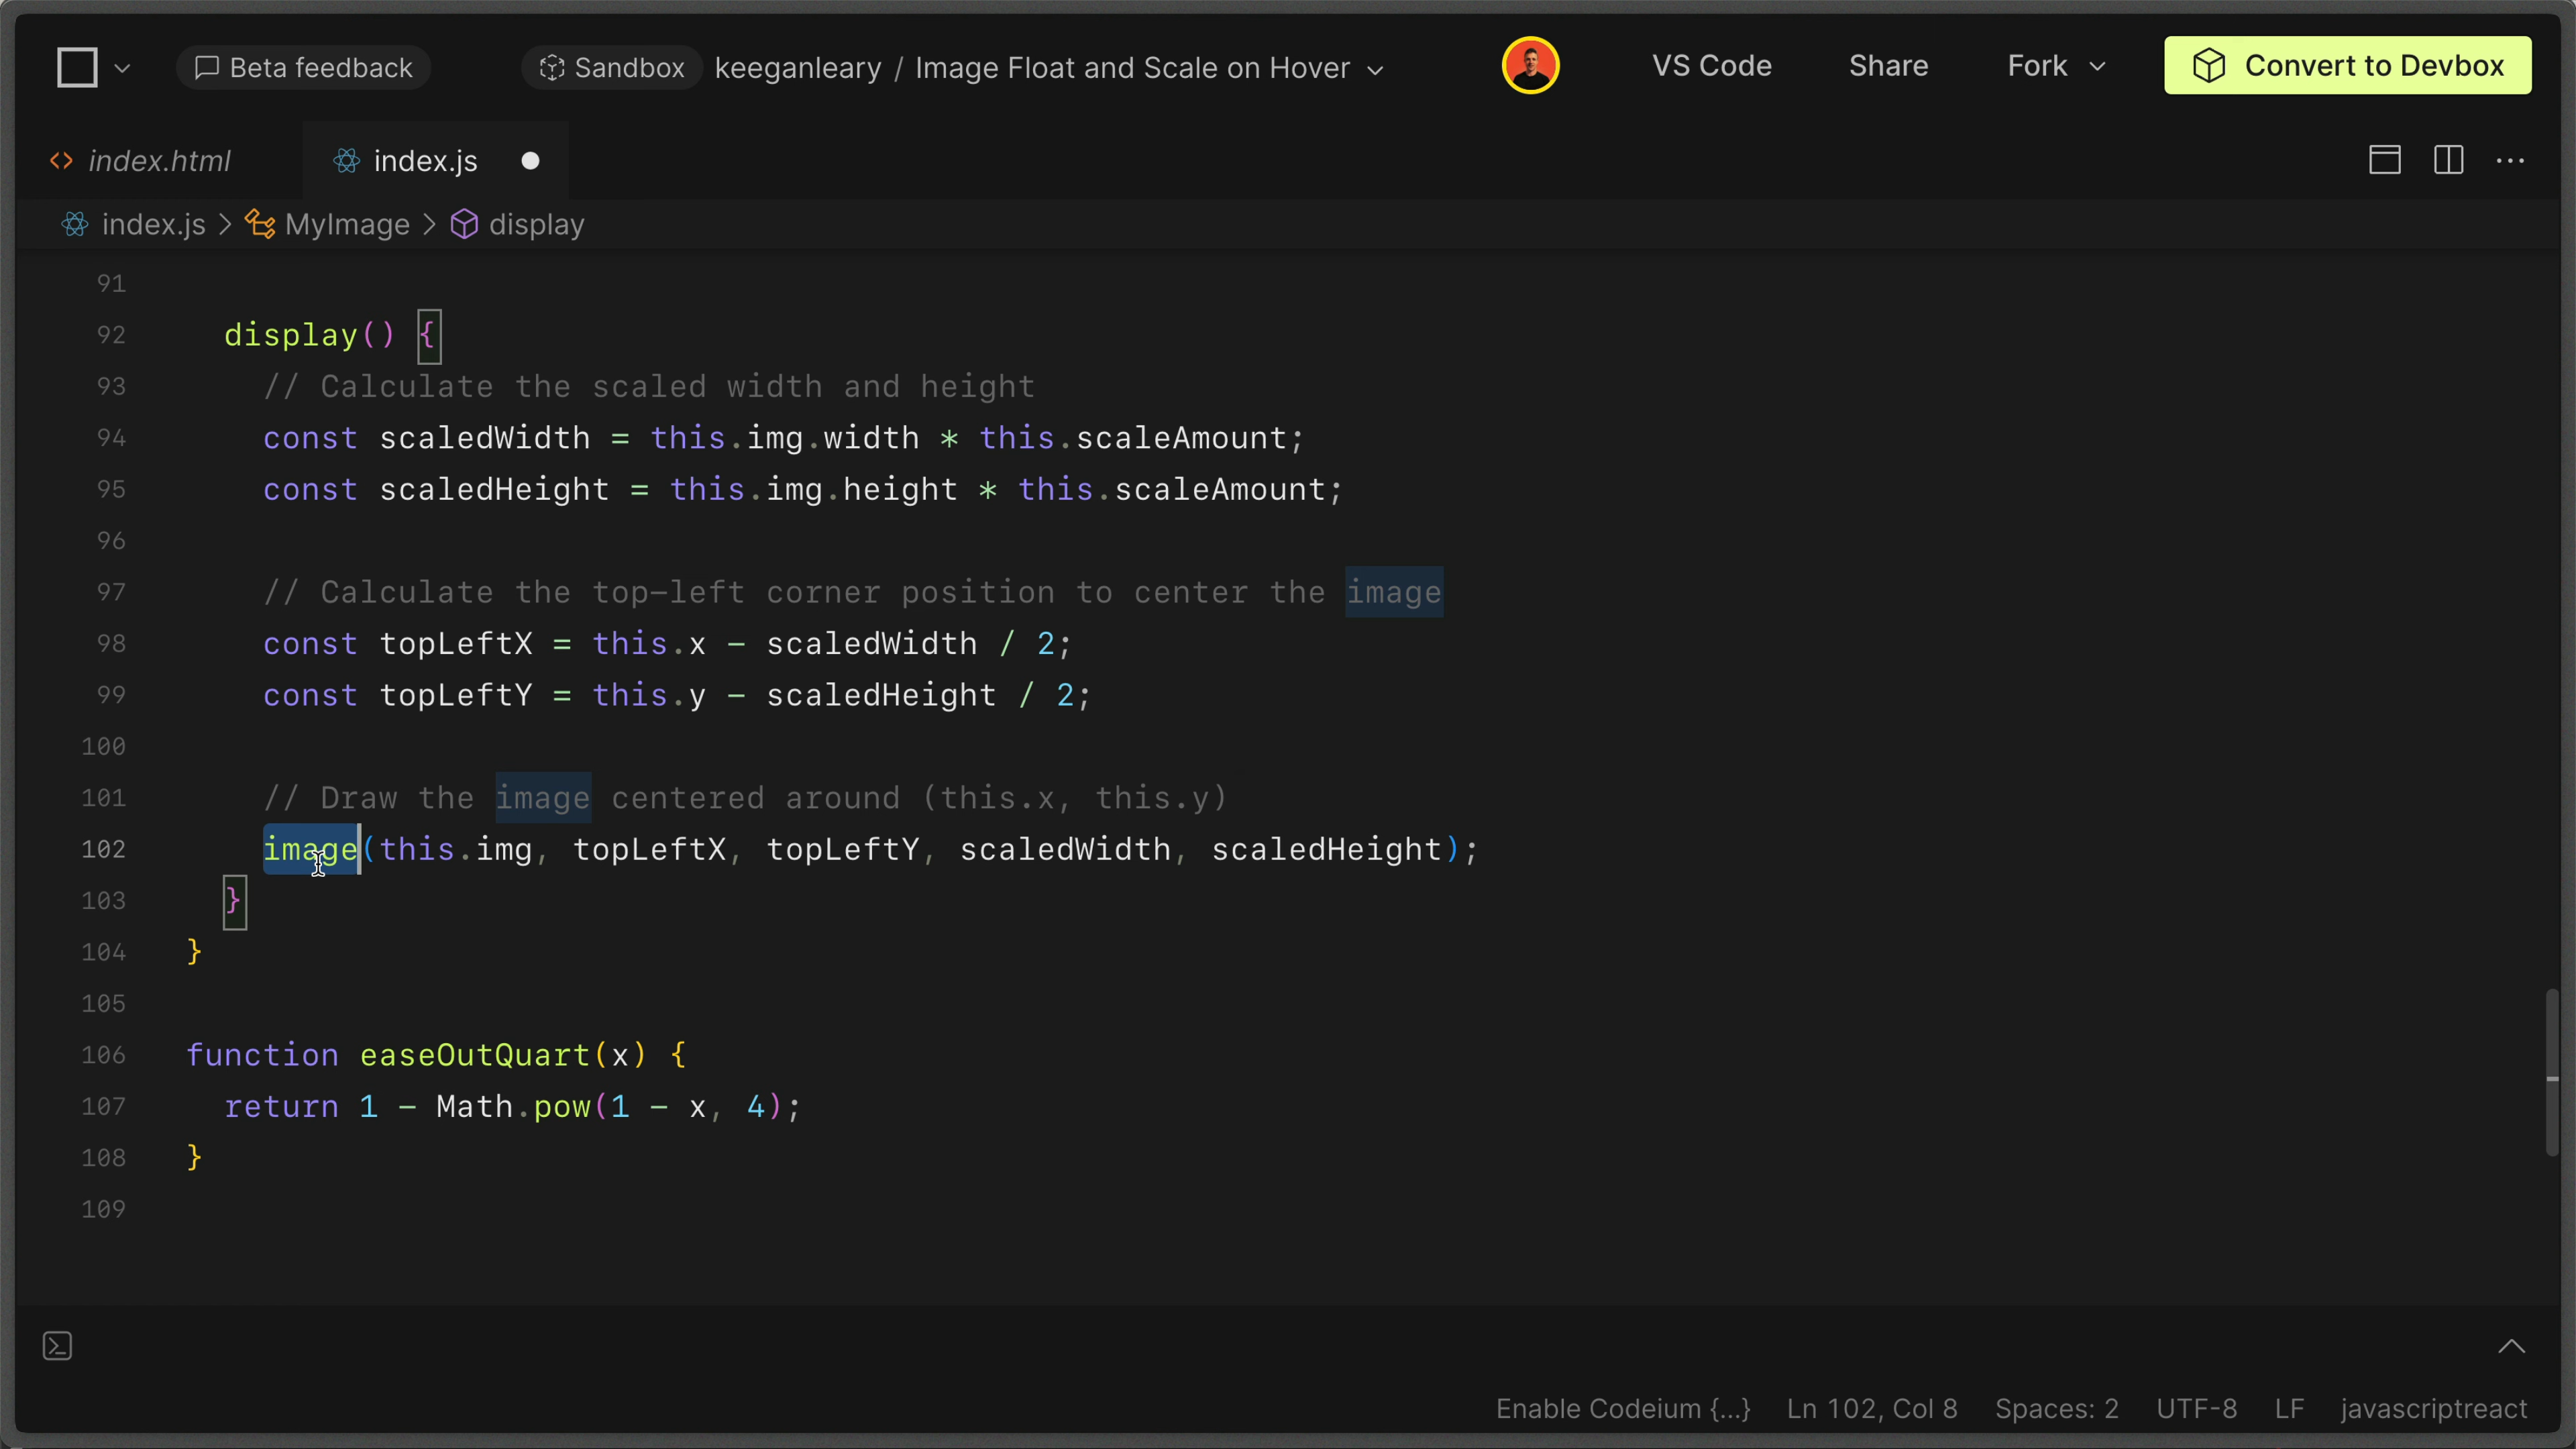 Beta feedback Sandbox keeganleary / Image Float and Scale on Hover VS Code Share Fork Convert to Devbox
index.html index.js
index.js > MyImage > display
91
92 display() {
93 // Calculate the scaled width and height
94 const scaledWidth = this.img.width * this.scaleAmount;
95 const scaledHeight = this.img.height * this.scaleAmount;
96
97 // Calculate the top-left corner position to center the image
98 const topLeftX = this.x - scaledWidth / 2;
99 const topLeftY = this.y - scaledHeight / 2;
100
101 // Draw the image centered around (this.x, this.y)
102 image(this.img, topLeftX, topLeftY, scaledWidth, scaledHeight);
103 }
104 }
105
106 function easeOutQuart(x) {
107 return 1 - Math.pow(1 - x, 4);
108 }
109
Enable Codeium {...} Ln 102, Col 8 Spaces: 2 UTF-8 LF javascriptreact